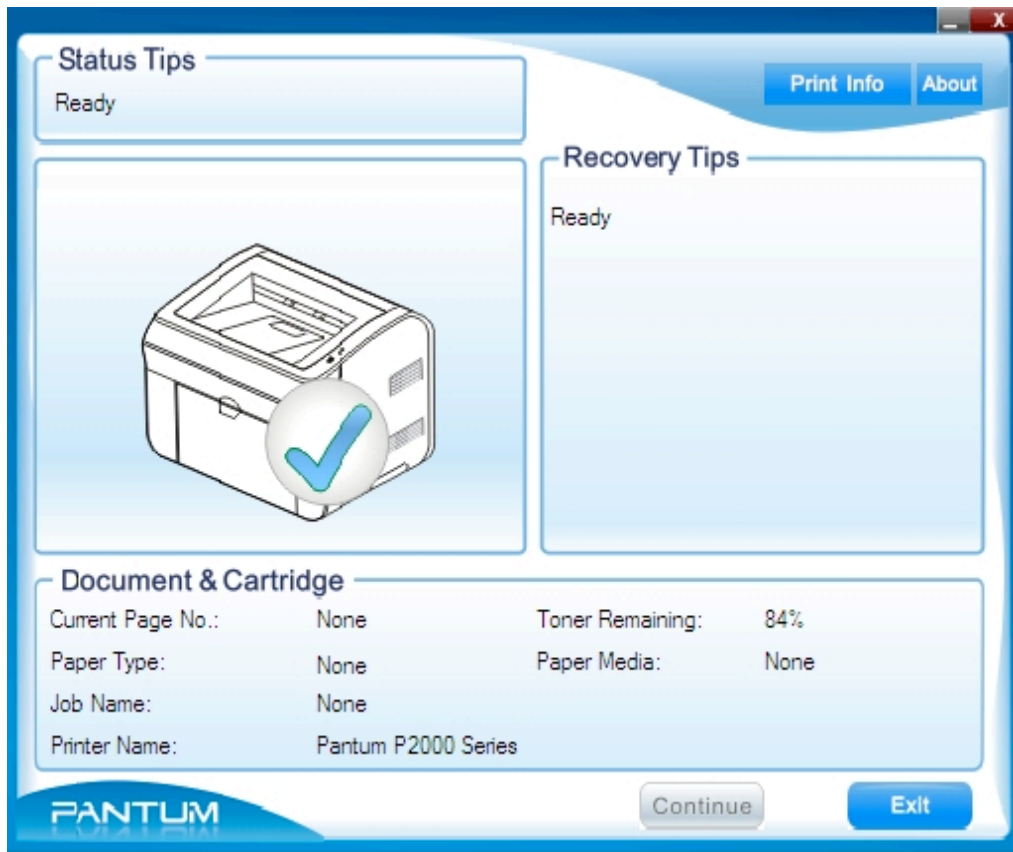 X
Status Tips
Ready
Print Info
About
Recovery Tips
Ready
Document & Cartridge
Current Page No.: None Toner Remaining: 84%
Paper Type: None Paper Media: None
Job Name: None
Printer Name: Pantum P2000 Series
PANTUM
Continue
Exit